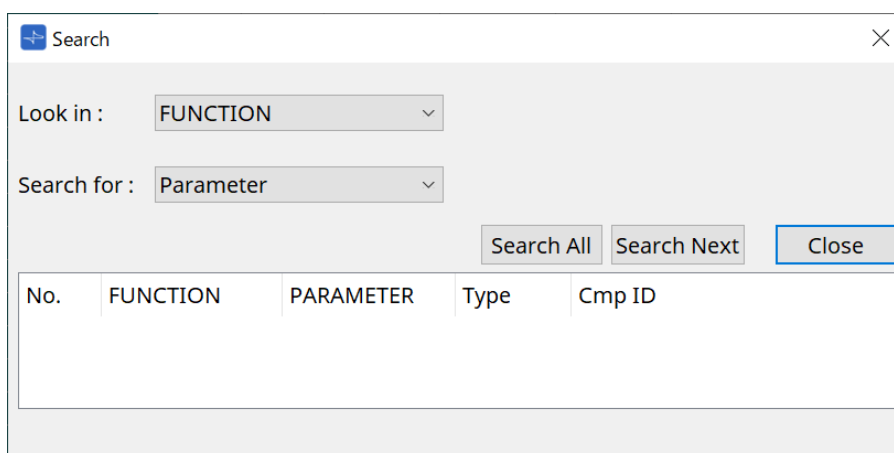 Search
Look in : FUNCTION
Search for : Parameter
Search All Search Next Close
No. FUNCTION PARAMETER Type Cmp ID